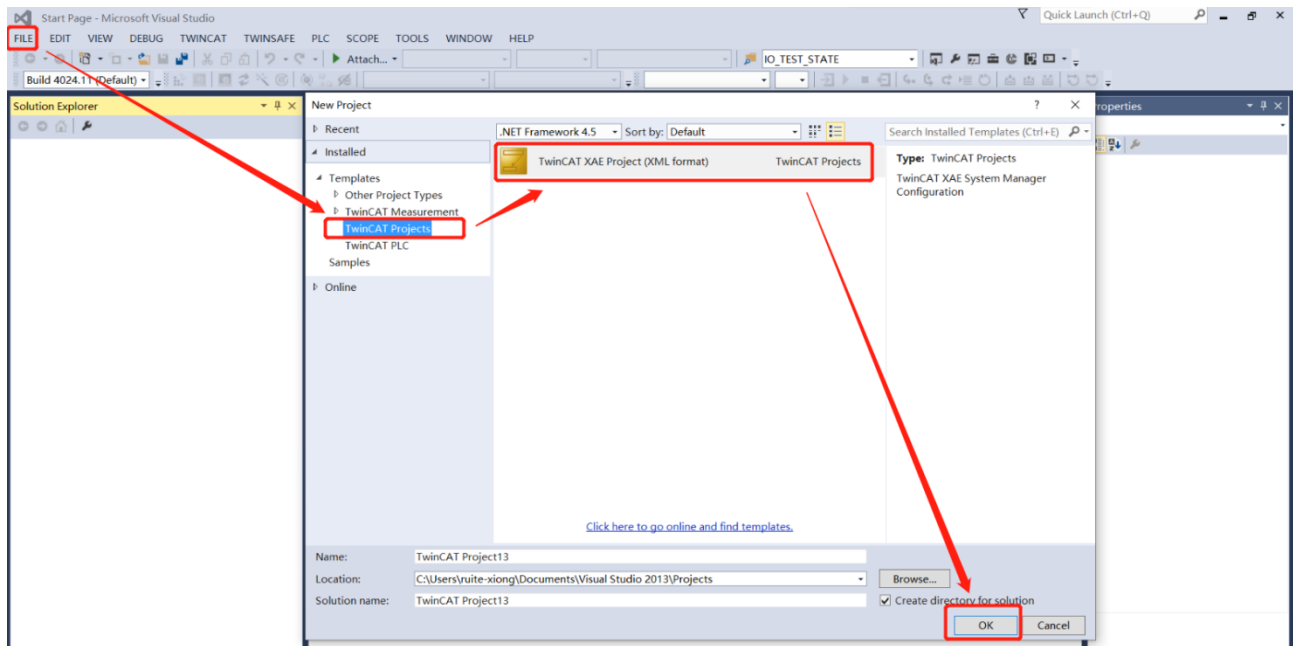 Start Page - Microsoft Visual Studio
Quick Launch (Ctrl+Q)
FILE EDIT VIEW DEBUG TWINCAT TWINSAFE PLC SCOPE TOOLS WINDOW HELP
Attach...
IO_TEST_STATE
Build 4024.11 (Default)
Solution Explorer
New Project
Properties
Recent
.NET Framework 4.5
Sort by: Default
Search Installed Templates (Ctrl+E)
Installed
TwinCAT XAE Project (XML format)
TwinCAT Projects
Type: TwinCAT Projects
TwinCAT XAE System Manager
Configuration
Templates
Other Project Types
TwinCAT Measurement
TwinCAT Projects
TwinCAT PLC
Samples
Online
Click here to go online and find templates.
Name: TwinCAT Project13
Location: C:\Users\ruite-xiong\Documents\Visual Studio 2013\Projects
Browse...
Solution name: TwinCAT Project13
Create directory for solution
OK
Cancel